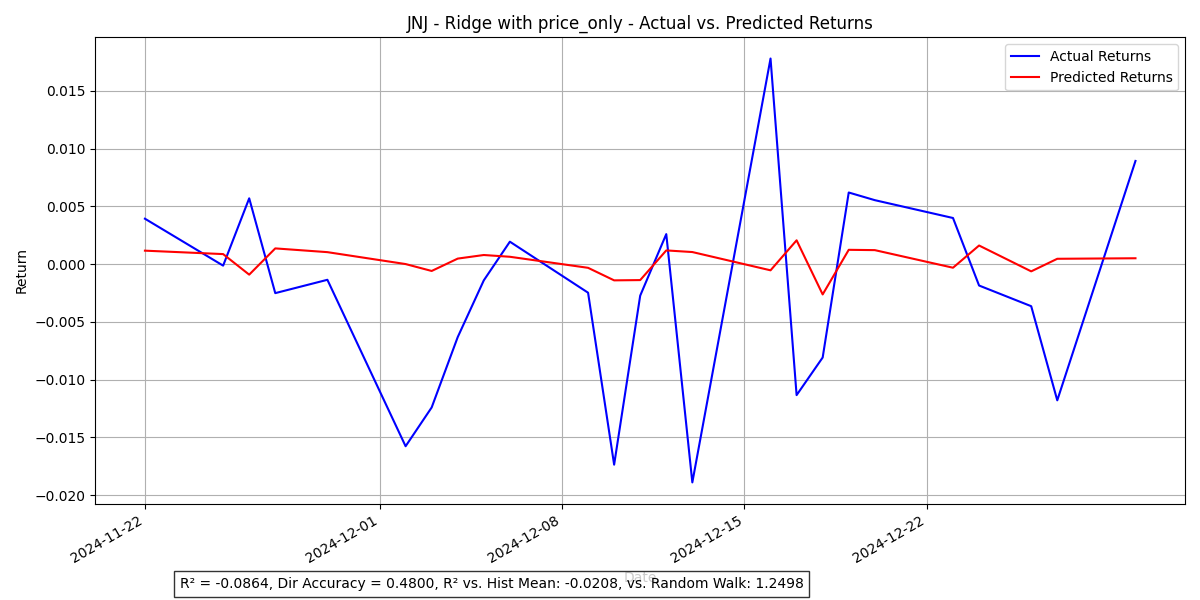 JNJ - Ridge with price_only - Actual vs. Predicted Returns
Actual Returns
Predicted Returns
Return
0.015
0.010
0.005
0.000
−0.005
−0.010
−0.015
−0.020
2024-11-22
2024-12-01
2024-12-08
2024-12-15
2024-12-22
Date
R² = -0.0864, Dir Accuracy = 0.4800, R² vs. Hist Mean: -0.0208, vs. Random Walk: 1.2498